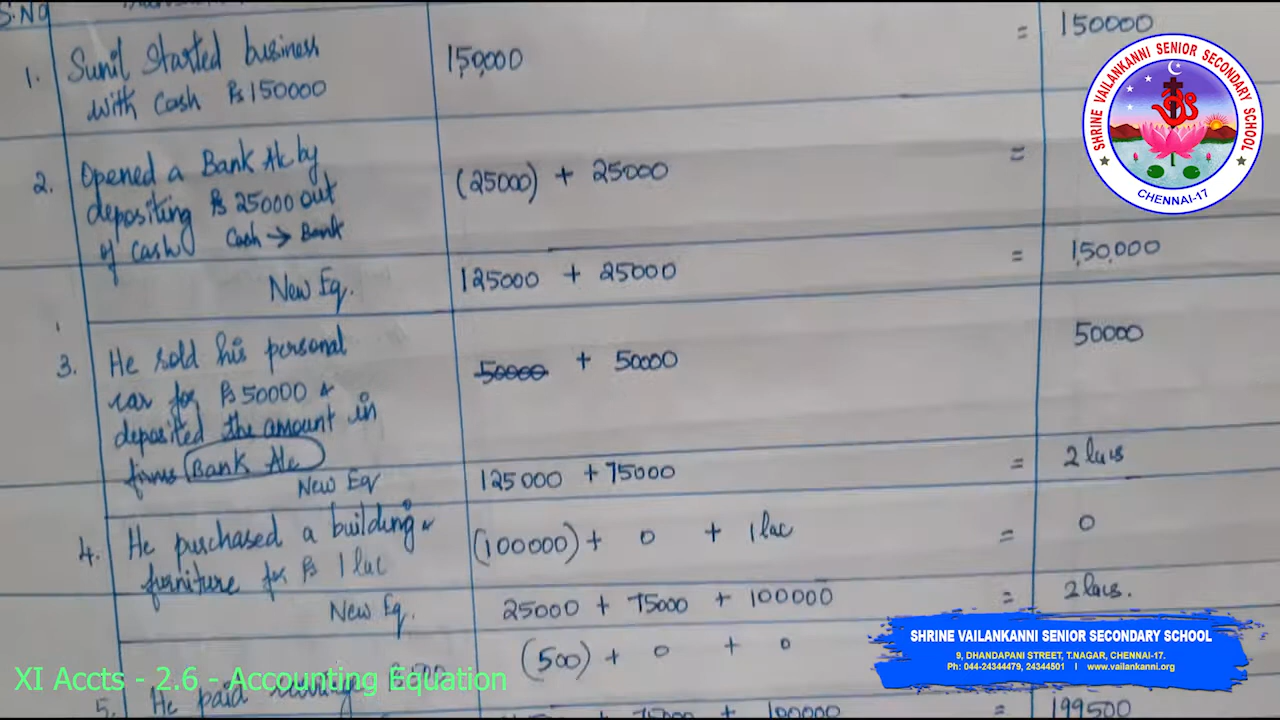 S.NO
1. Sunil started business 150,000 = 150000
with cash ₨ 150000
2. Opened a Bank A/c by (25000) + 25000 =
depositing ₨ 25000 out
of cash Cash → Bank
New Eq. 125000 + 25000 = 1,50,000
3. He sold his personal 50000 + 50000 50000
car for ₨ 50000 &
deposited the amount in
firms Bank A/c
New Eq 125000 + 75000 = 2 lacs
4. He purchased a building & (100000) + 0 + 1 lac = 0
furniture for ₨ 1 lac
New Eq. 25000 + 75000 + 100000 = 2 lacs.
(500) + 0 + 0
5. He paid
75000 + 100000 = 199500
SHRINE VAILANKANNI SENIOR SECONDARY SCHOOL
CHENNAI-17
XI Accts - 2.6 - Accounting Equation
SHRINE VAILANKANNI SENIOR SECONDARY SCHOOL
9, DHANDAPANI STREET, T.NAGAR, CHENNAI-17.
Ph: 044-24344479, 24344501 I www.vailankanni.org